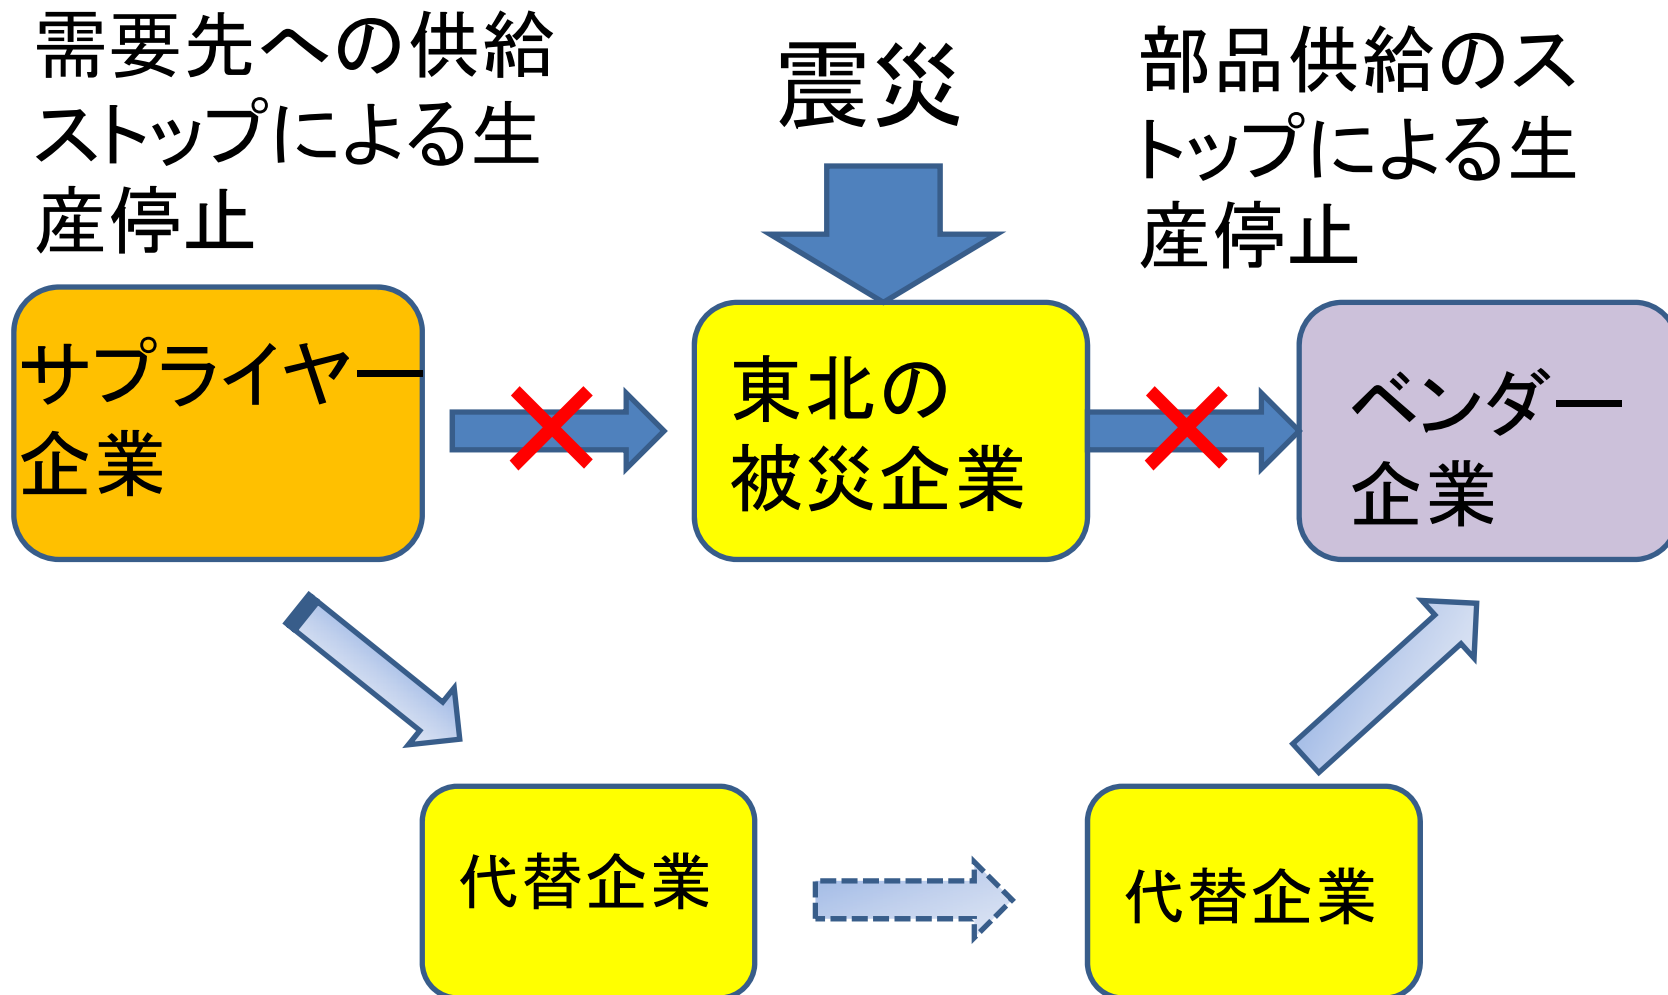 需要先への供給
ストップによる生
産停止
震災
部品供給のス
トップによる生
産停止
サプライヤー
企業
東北の
被災企業
ベンダー
企業
代替企業
代替企業